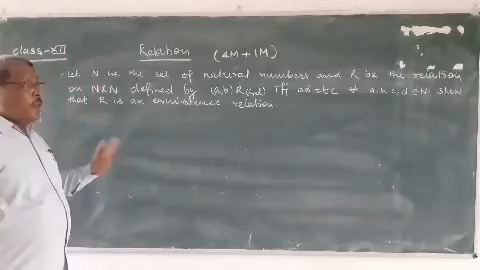 class-XII Relation (4M+1M)
Let N be the set of natural numbers and R be the relation
on N×N defined by (a,b) R (c,d) iff ad=bc ∀ a,b,c,d ∈ N. show
that R is an equivalence relation.